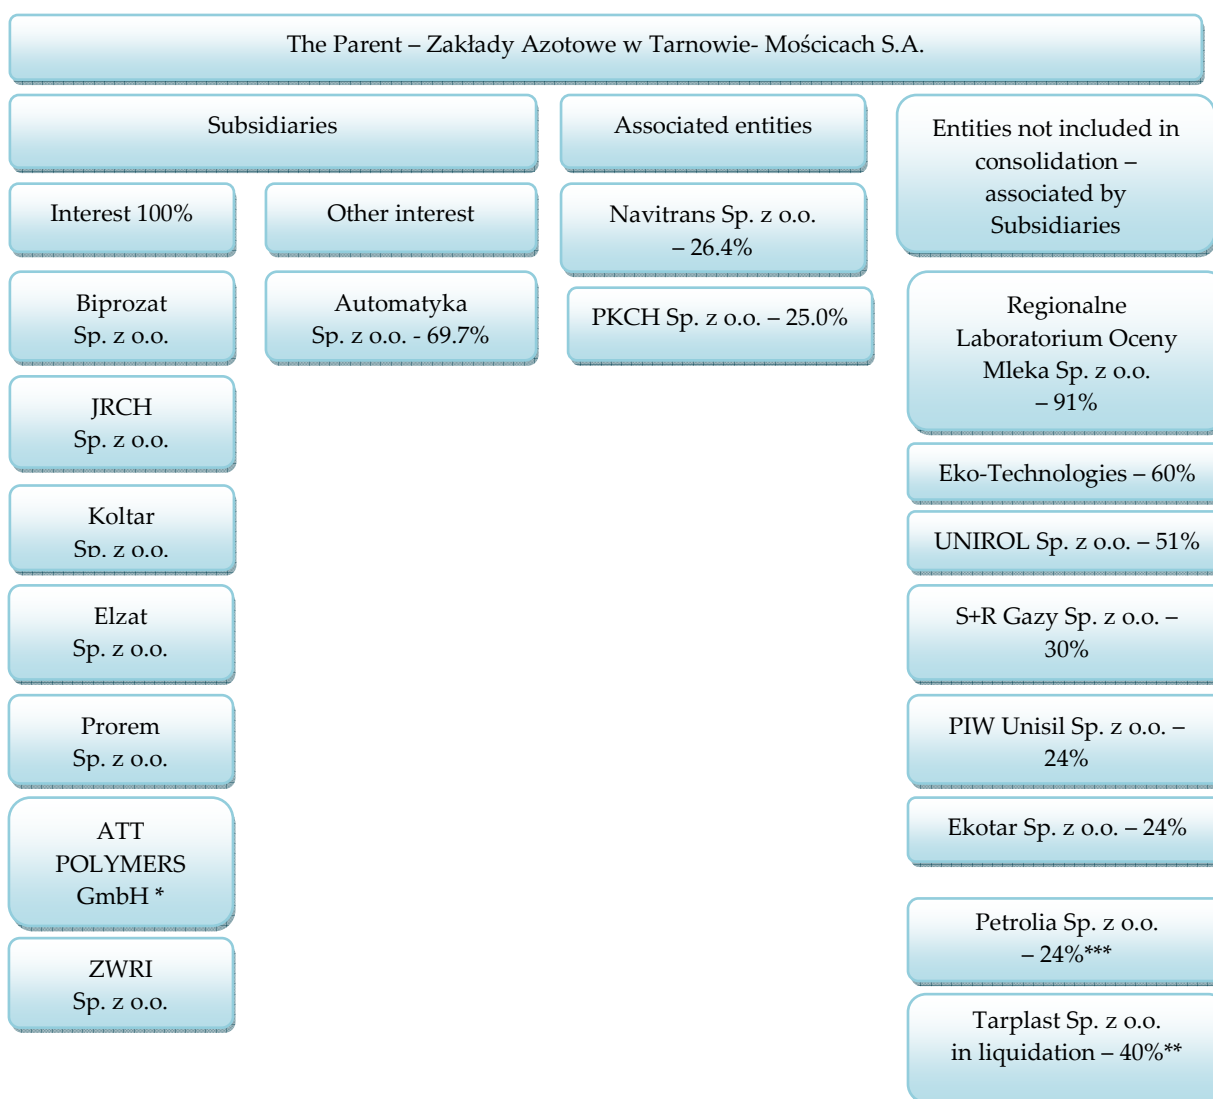 The Parent – Zakłady Azotowe w Tarnowie- Mościcach S.A.
Subsidiaries
Associated entities
Entities not included in
consolidation –
associated by
Subsidiaries
Interest 100%
Other interest
Navitrans Sp. z o.o.
– 26.4%
Biprozat
Sp. z o.o.
Automatyka
Sp. z o.o. - 69.7%
PKCH Sp. z o.o. – 25.0%
Regionalne
Laboratorium Oceny
Mleka Sp. z o.o.
– 91%
JRCH
Sp. z o.o.
Eko-Technologies – 60%
Koltar
Sp. z o.o.
UNIROL Sp. z o.o. – 51%
Elzat
Sp. z o.o.
S+R Gazy Sp. z o.o. –
30%
Prorem
Sp. z o.o.
PIW Unisil Sp. z o.o. –
24%
ATT
POLYMERS
GmbH *
Ekotar Sp. z o.o. – 24%
Petrolia Sp. z o.o.
– 24%***
ZWRI
Sp. z o.o.
Tarplast Sp. z o.o.
in liquidation – 40%**